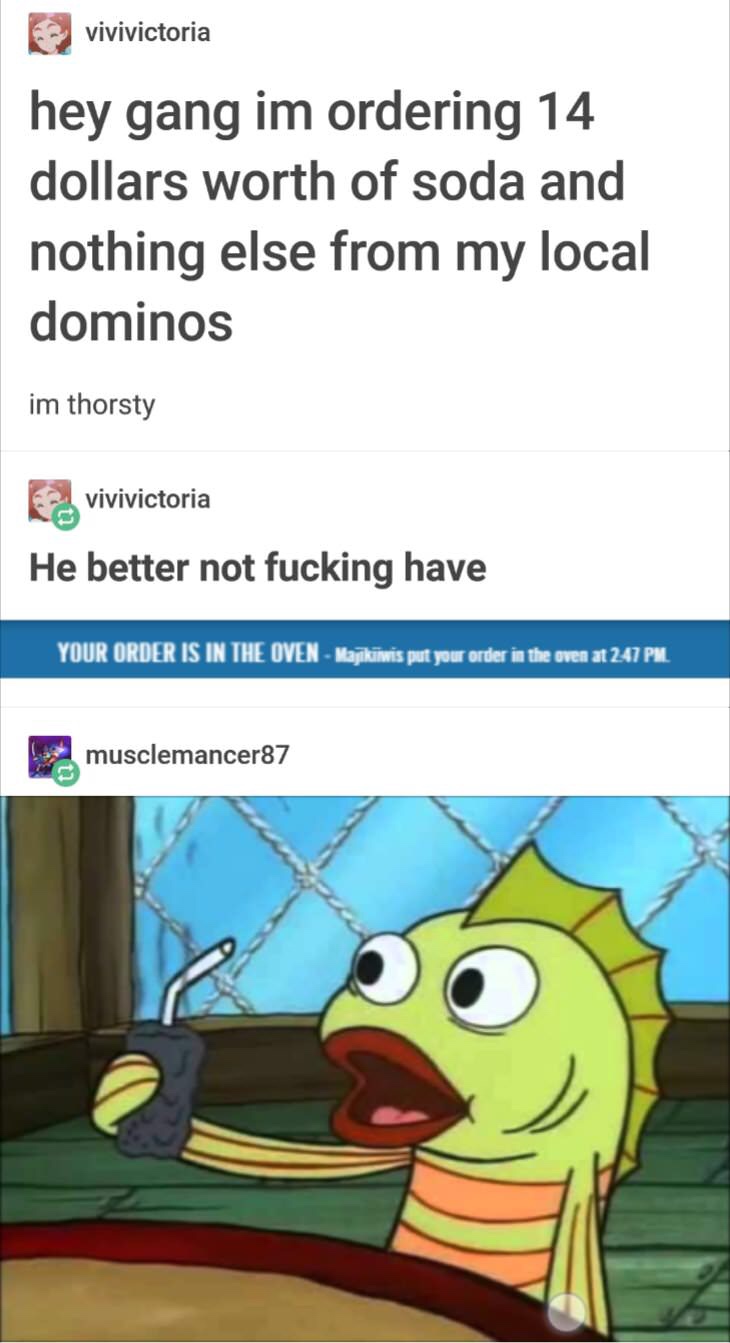 vivivictoria
hey gang im ordering 14
dollars worth of soda and
nothing else from my local
dominos
im thorsty
vivivictoria
He better not fucking have
YOUR ORDER IS IN THE OVEN - Majikiiwis put your order in the oven at 2:47 PM.
musclemancer87